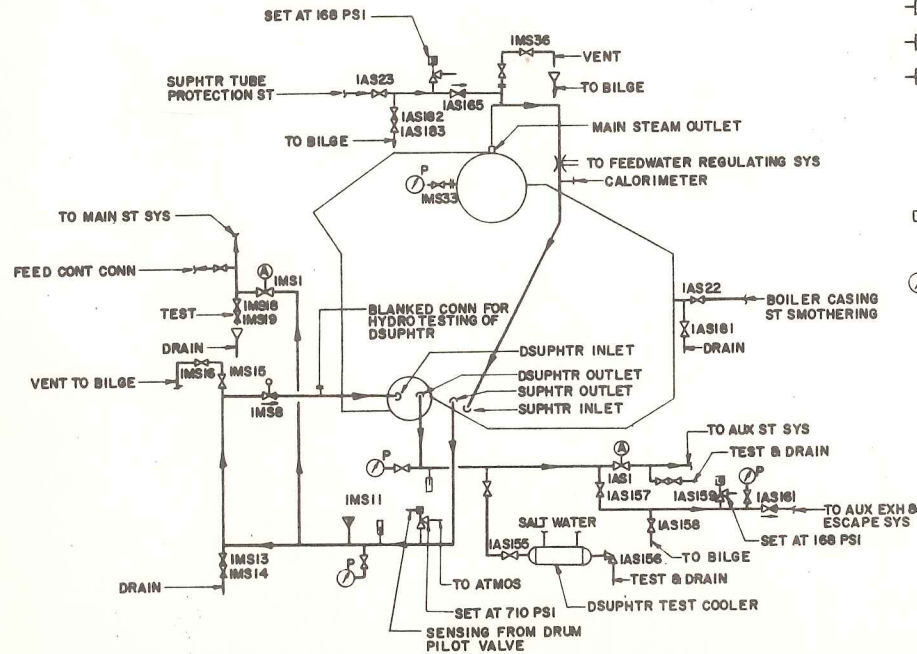 SET AT 168 PSI
IMS36
VENT
TO BILGE
SUPHTR TUBE
PROTECTION ST
IAS23
IAS165
IAS182
IAS183
TO BILGE
MAIN STEAM OUTLET
P
IMS33
TO FEEDWATER REGULATING SYS
CALORIMETER
TO MAIN ST SYS
FEED CONT CONN
A
IMS1
IMS18
IMS19
TEST
DRAIN
BLANKED CONN FOR
HYDRO TESTING OF
DSUPHTR
IAS22
BOILER CASING
ST SMOTHERING
IAS181
DRAIN
VENT TO BILGE
IMS16
IMS15
IMS8
DSUPHTR INLET
DSUPHTR OUTLET
SUPHTR OUTLET
SUPHTR INLET
TO AUX ST SYS
TEST & DRAIN
A
IAS1
P
P
IAS157
IAS159
IAS161
TO AUX EXH &
ESCAPE SYS
SET AT 168 PSI
IAS158
TO BILGE
IMS11
SALT WATER
IAS155
IAS156
TEST & DRAIN
DSUPHTR TEST COOLER
IMS13
IMS14
DRAIN
P
TO ATMOS
SET AT 710 PSI
SENSING FROM DRUM
PILOT VALVE
A